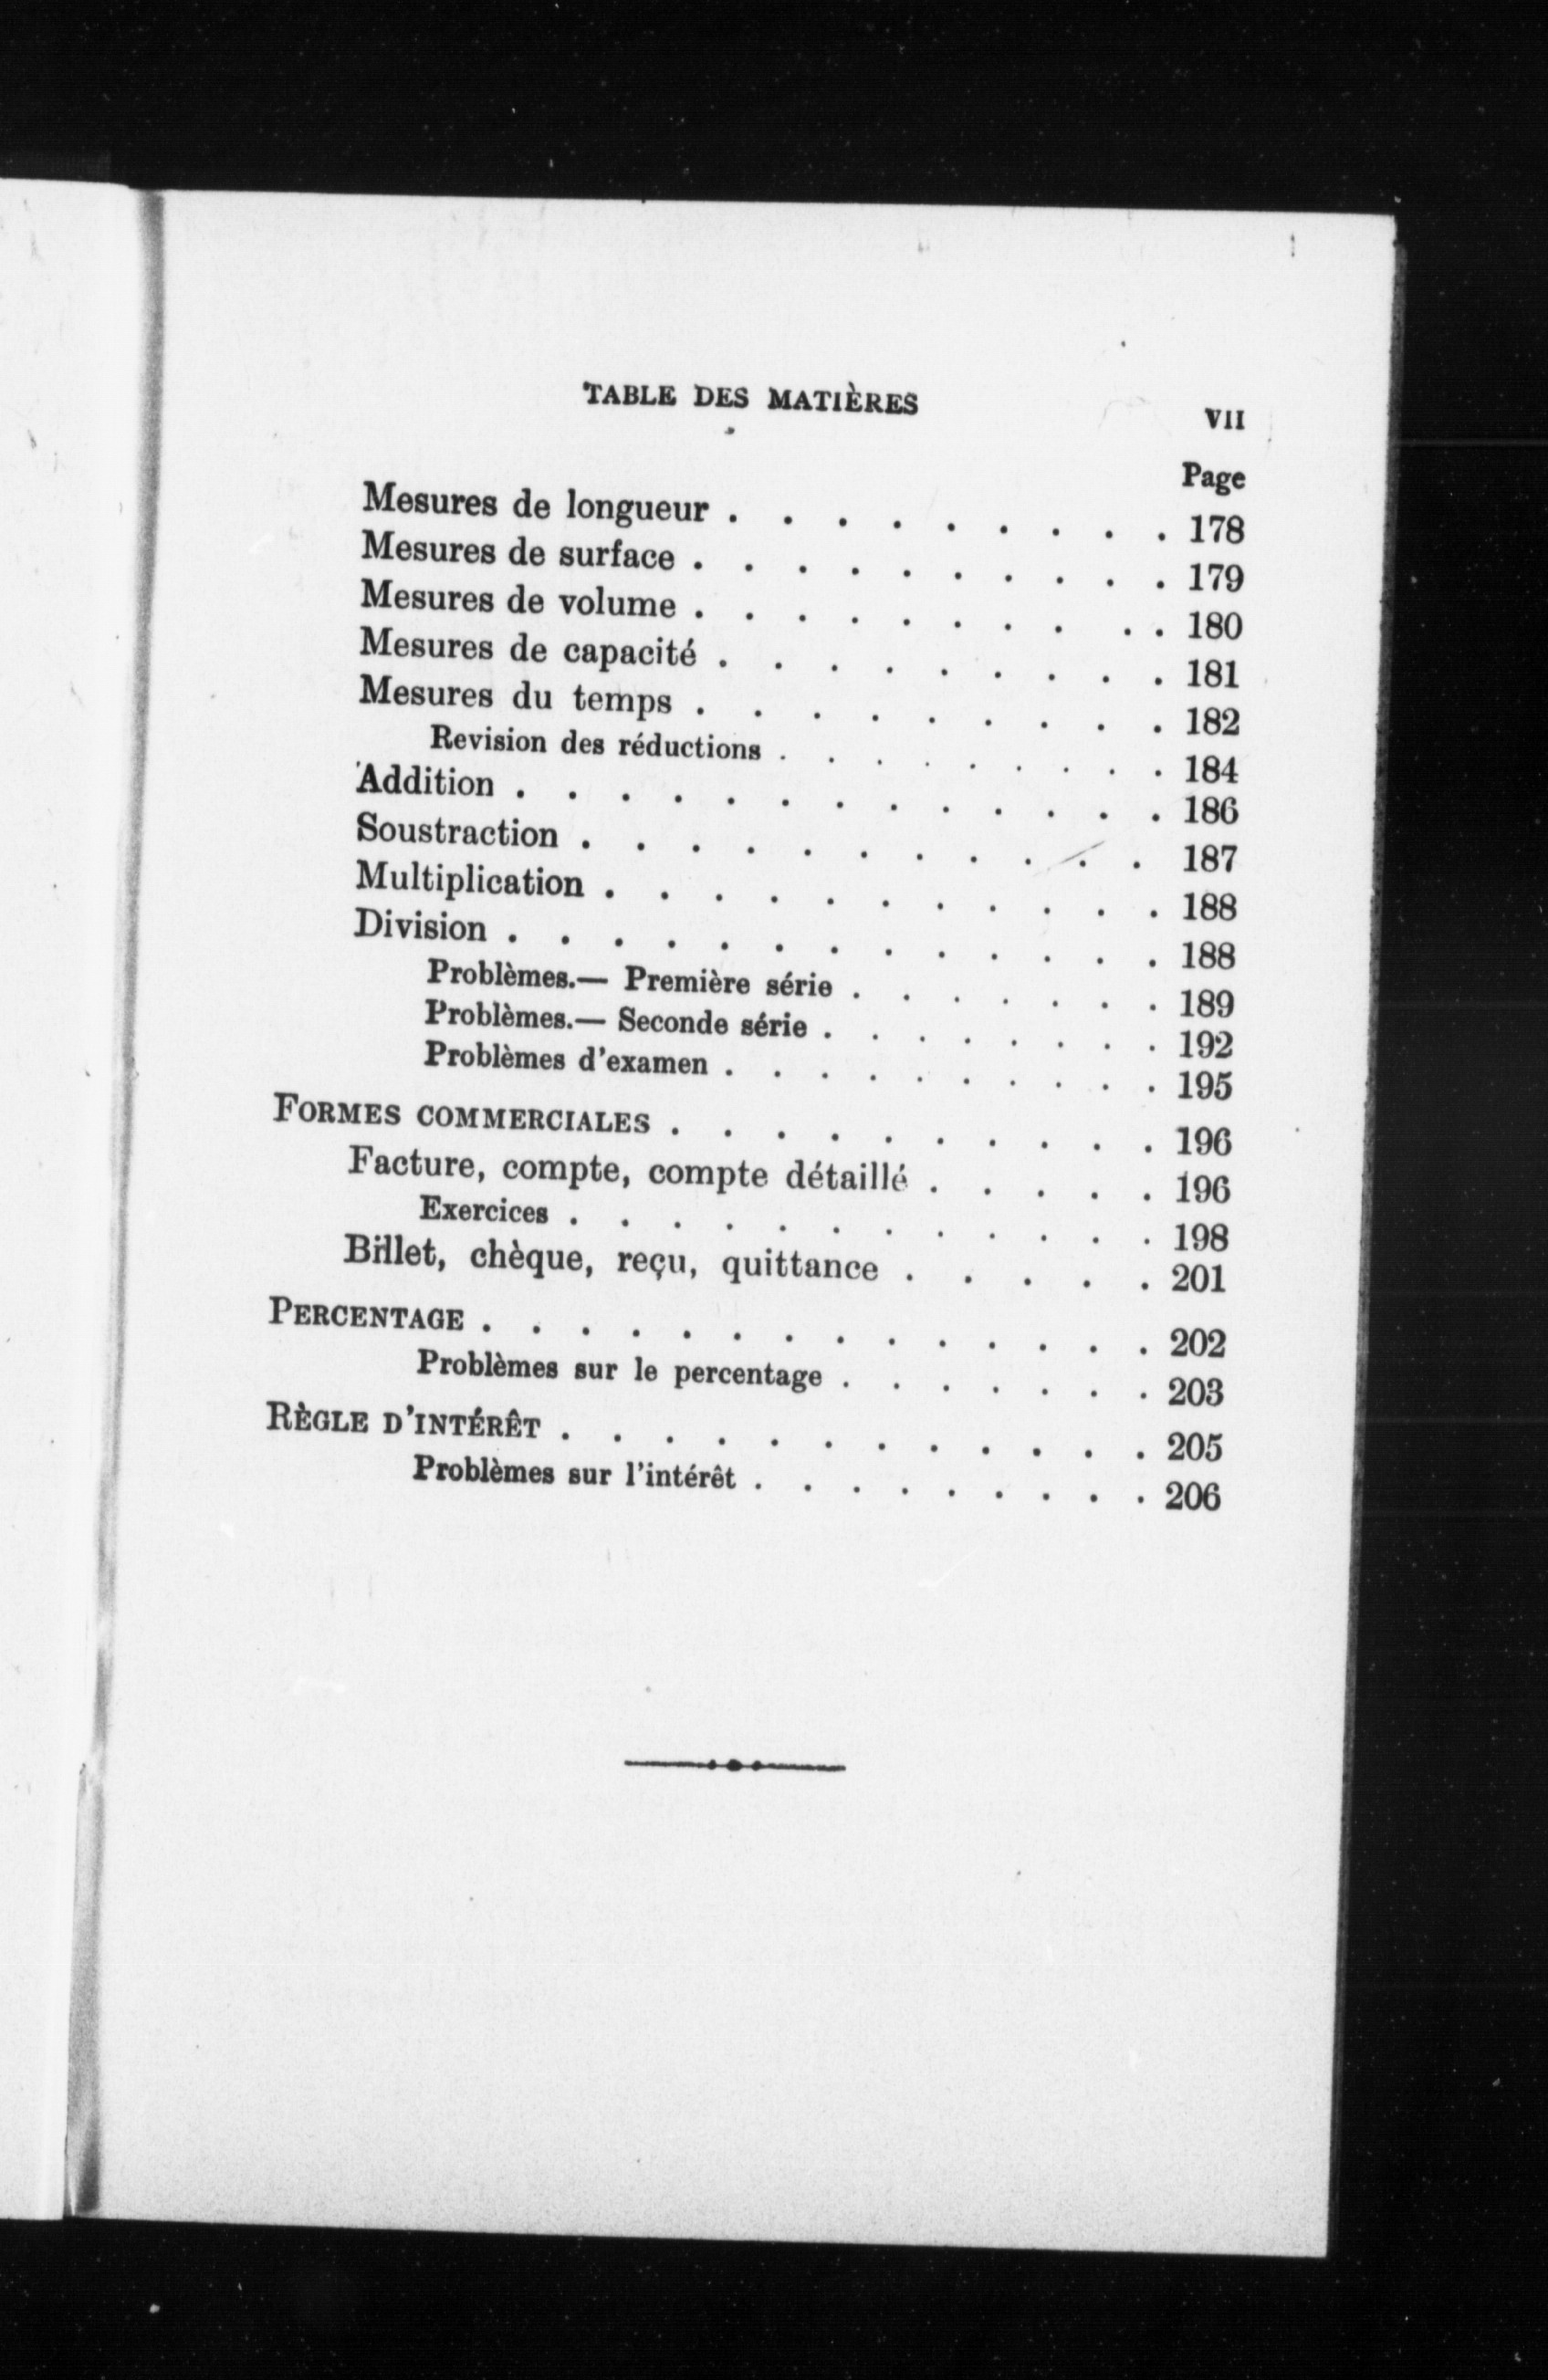 TABLE DES MATIÈRES VII
Page
Mesures de longueur . . . . . . . . . 178
Mesures de surface . . . . . . . . . . 179
Mesures de volume . . . . . . . . . . 180
Mesures de capacité . . . . . . . . . 181
Mesures du temps . . . . . . . . . 182
Revision des réductions . . . . . . . . . 184
Addition . . . . . . . . . . . . . 186
Soustraction . . . . . . . . . . . 187
Multiplication . . . . . . . . . . . 188
Division . . . . . . . . . . . . . 188
Problèmes.— Première série . . . . . . . 189
Problèmes.— Seconde série . . . . . . . . 192
Problèmes d'examen . . . . . . . . . . 195
FORMES COMMERCIALES . . . . . . . . . . 196
Facture, compte, compte détaillé . . . . . 196
Exercices . . . . . . . . . . . . 198
Billet, chèque, reçu, quittance . . . . . 201
PERCENTAGE . . . . . . . . . . . . . . 202
Problèmes sur le percentage . . . . . . . 203
RÈGLE D'INTÉRÊT . . . . . . . . . . . . 205
Problèmes sur l'intérêt . . . . . . . . . 206